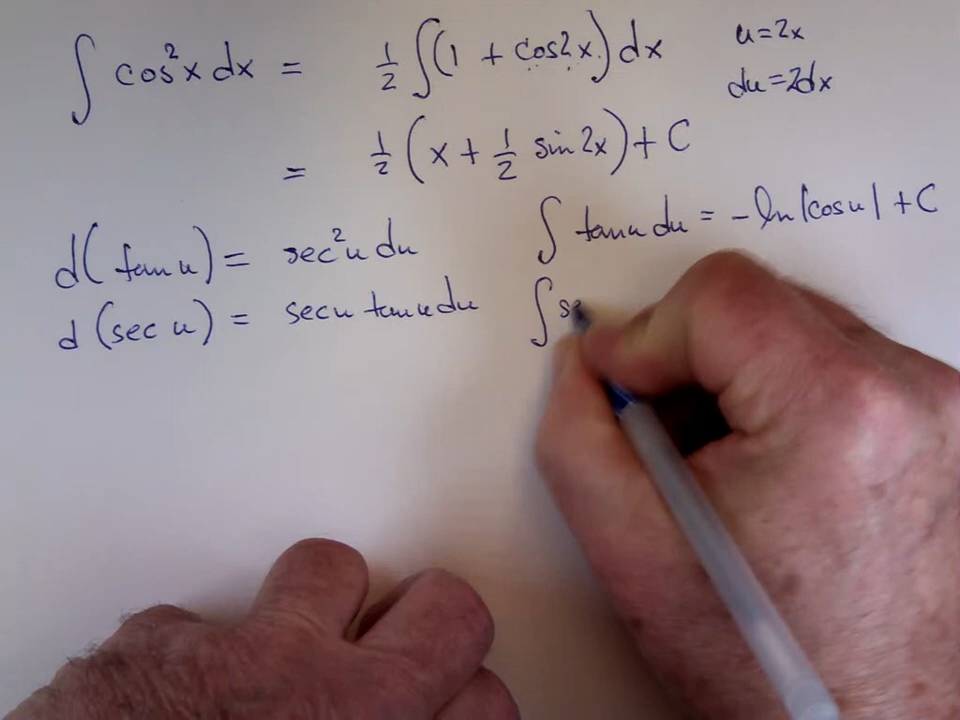 ∫ cos²x dx = ½ ∫(1 + cos2x) dx
u = 2x
du = 2dx
= ½ (x + ½ sin 2x) + C
d(tan u) = sec²u du
∫ tan u du = -ln|cos u| + C
d(sec u) = sec u tan u du
∫ se